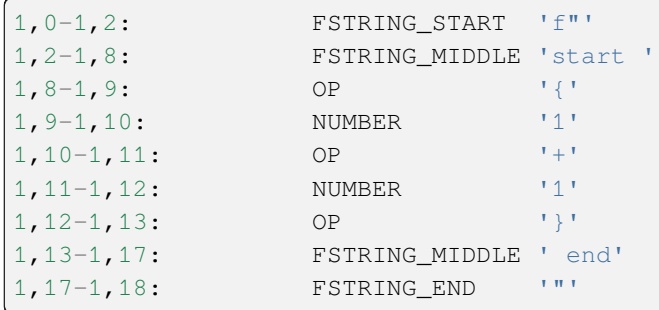 1,0-1,2:            FSTRING_START  'f"'
1,2-1,8:            FSTRING_MIDDLE 'start '
1,8-1,9:            OP             '{'
1,9-1,10:           NUMBER         '1'
1,10-1,11:          OP             '+'
1,11-1,12:          NUMBER         '1'
1,12-1,13:          OP             '}'
1,13-1,17:          FSTRING_MIDDLE ' end'
1,17-1,18:          FSTRING_END    '"'